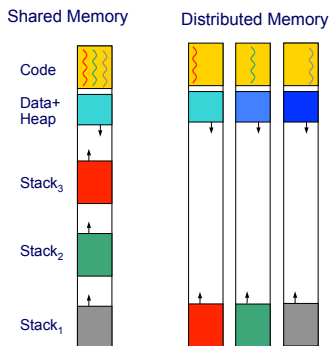 Shared Memory
Distributed Memory
Code
Data+
Heap
Stack₃
Stack₂
Stack₁